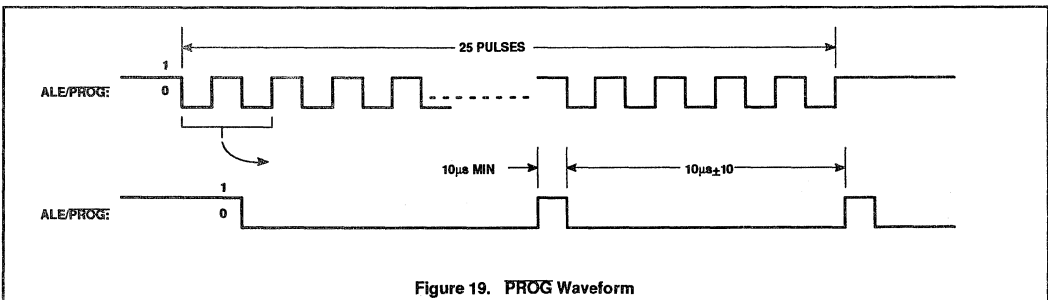 25 PULSES
1
ALE/PROG:
0
10µs MIN
10µs±10
1
ALE/PROG:
0
Figure 19. PROG Waveform